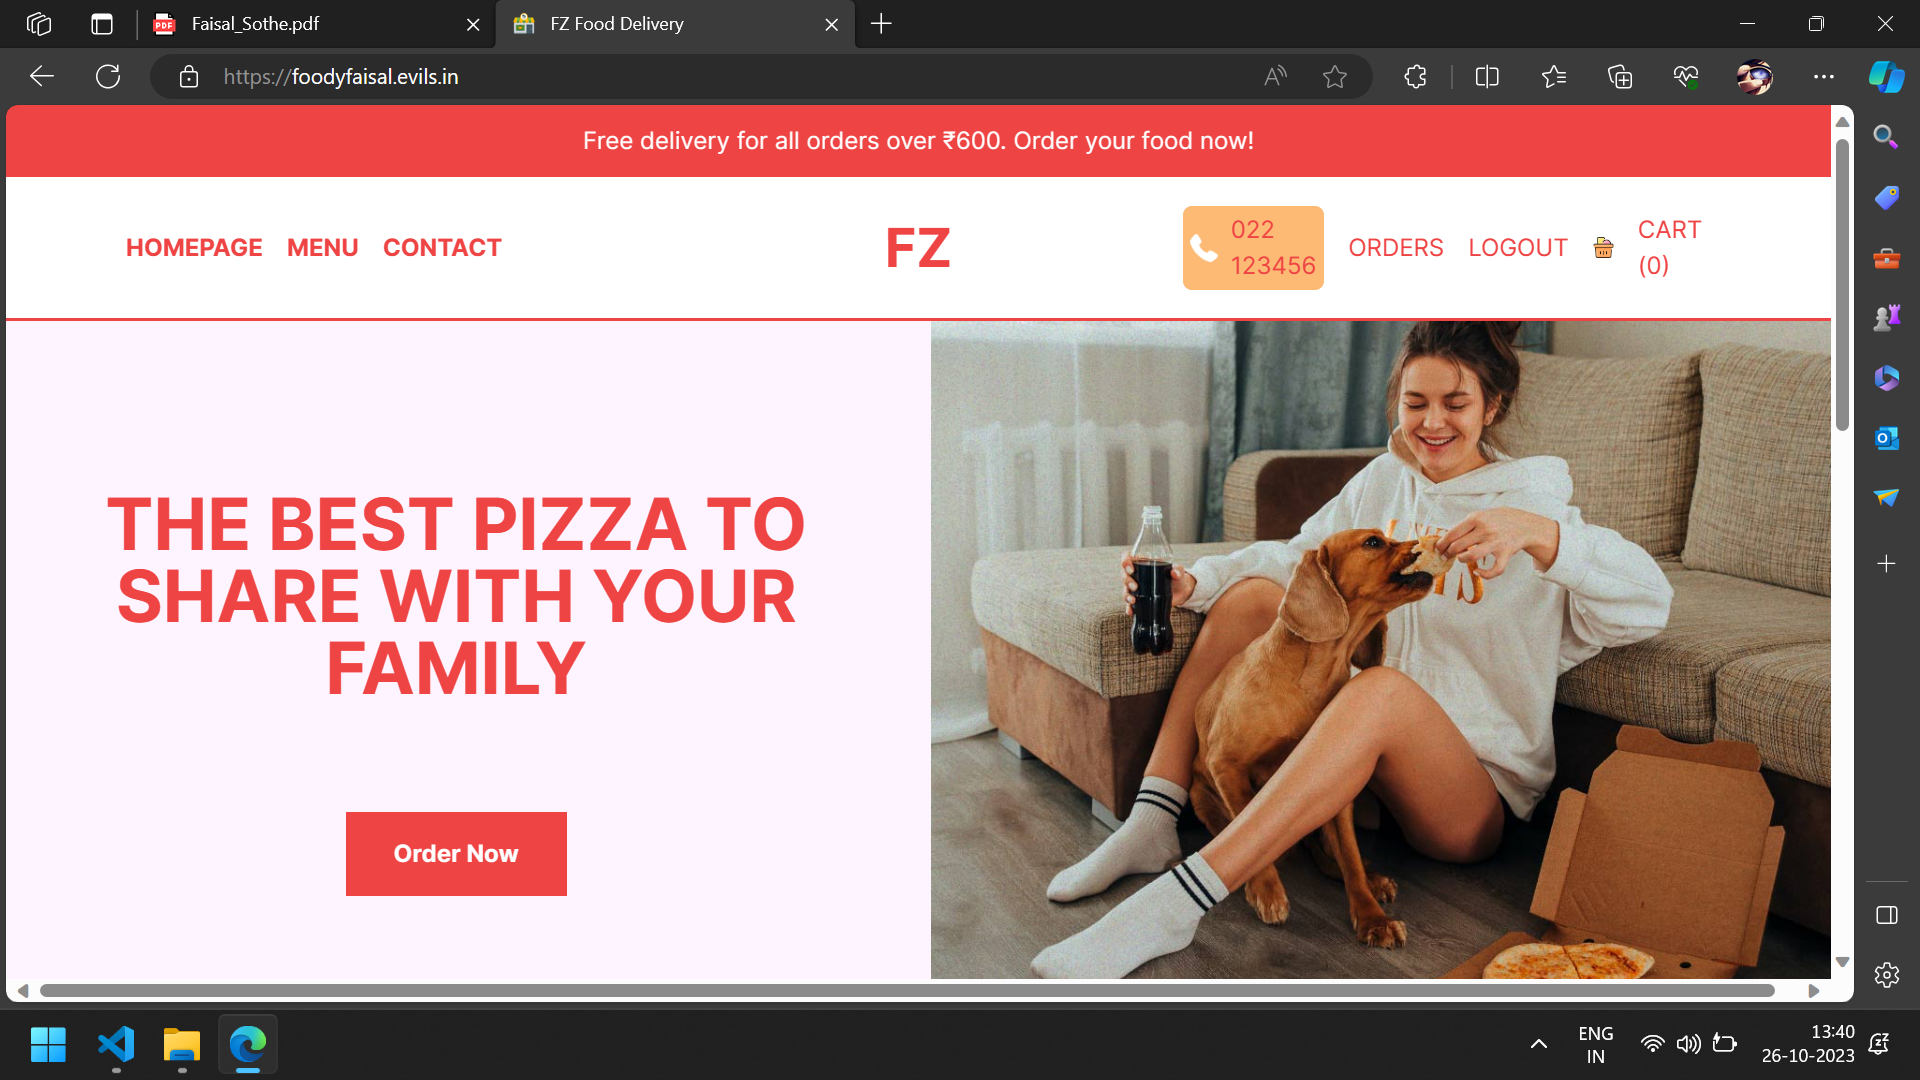 Faisal_Sothe.pdf
FZ Food Delivery
https://foodyfaisal.evils.in
Free delivery for all orders over ₹600. Order your food now!
HOMEPAGE MENU CONTACT
FZ
022
123456
ORDERS LOGOUT
CART
(0)
THE BEST PIZZA TO
SHARE WITH YOUR
FAMILY
Order Now
ENG
IN
13:40
26-10-2023